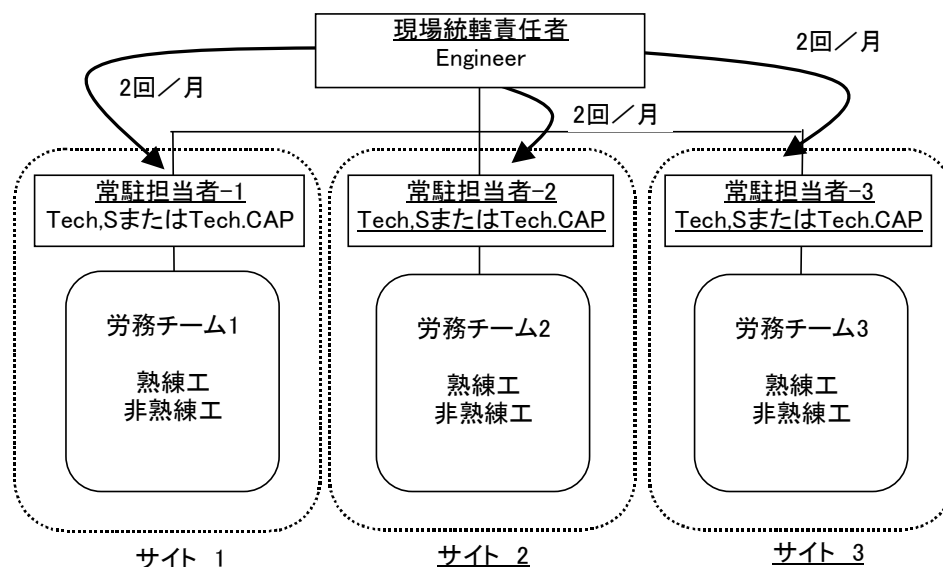 現場統轄責任者
Engineer
2回／月
2回／月
2回／月
常駐担当者-1
Tech,SまたはTech.CAP
常駐担当者-2
Tech,SまたはTech.CAP
常駐担当者-3
Tech,SまたはTech.CAP
労務チーム1
熟練工
非熟練工
労務チーム2
熟練工
非熟練工
労務チーム3
熟練工
非熟練工
サイト 1
サイト 2
サイト 3